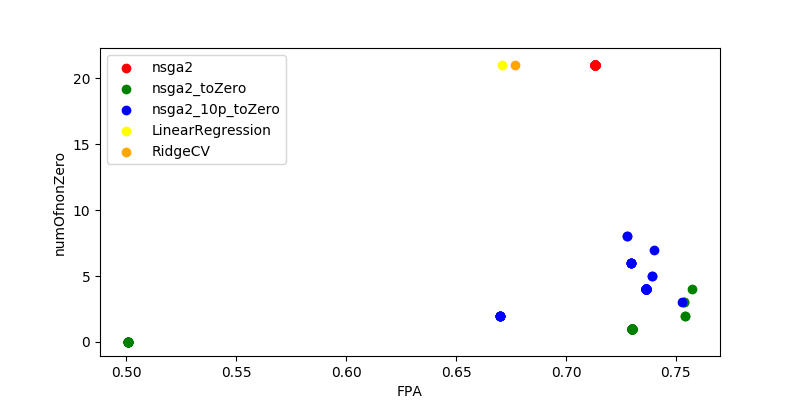 nsga2
nsga2_toZero
nsga2_10p_toZero
LinearRegression
RidgeCV
numOfnonZero
20
15
10
5
0
0.50 0.55 0.60 0.65 0.70 0.75
FPA